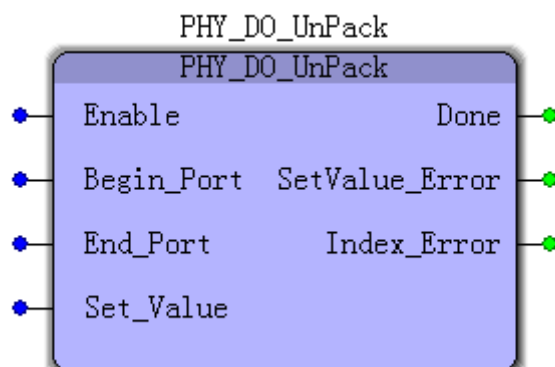 PHY_DO_UnPack
PHY_DO_UnPack
Enable Done
Begin_Port SetValue_Error
End_Port Index_Error
Set_Value